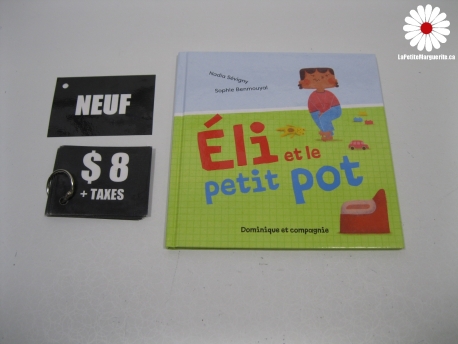 LaPetiteMarguerite.ca
NEUF
$ 8
+ TAXES
Nadia Sévigny
Sophie Benmouyal
Éli et le
petit pot
Dominique et compagnie